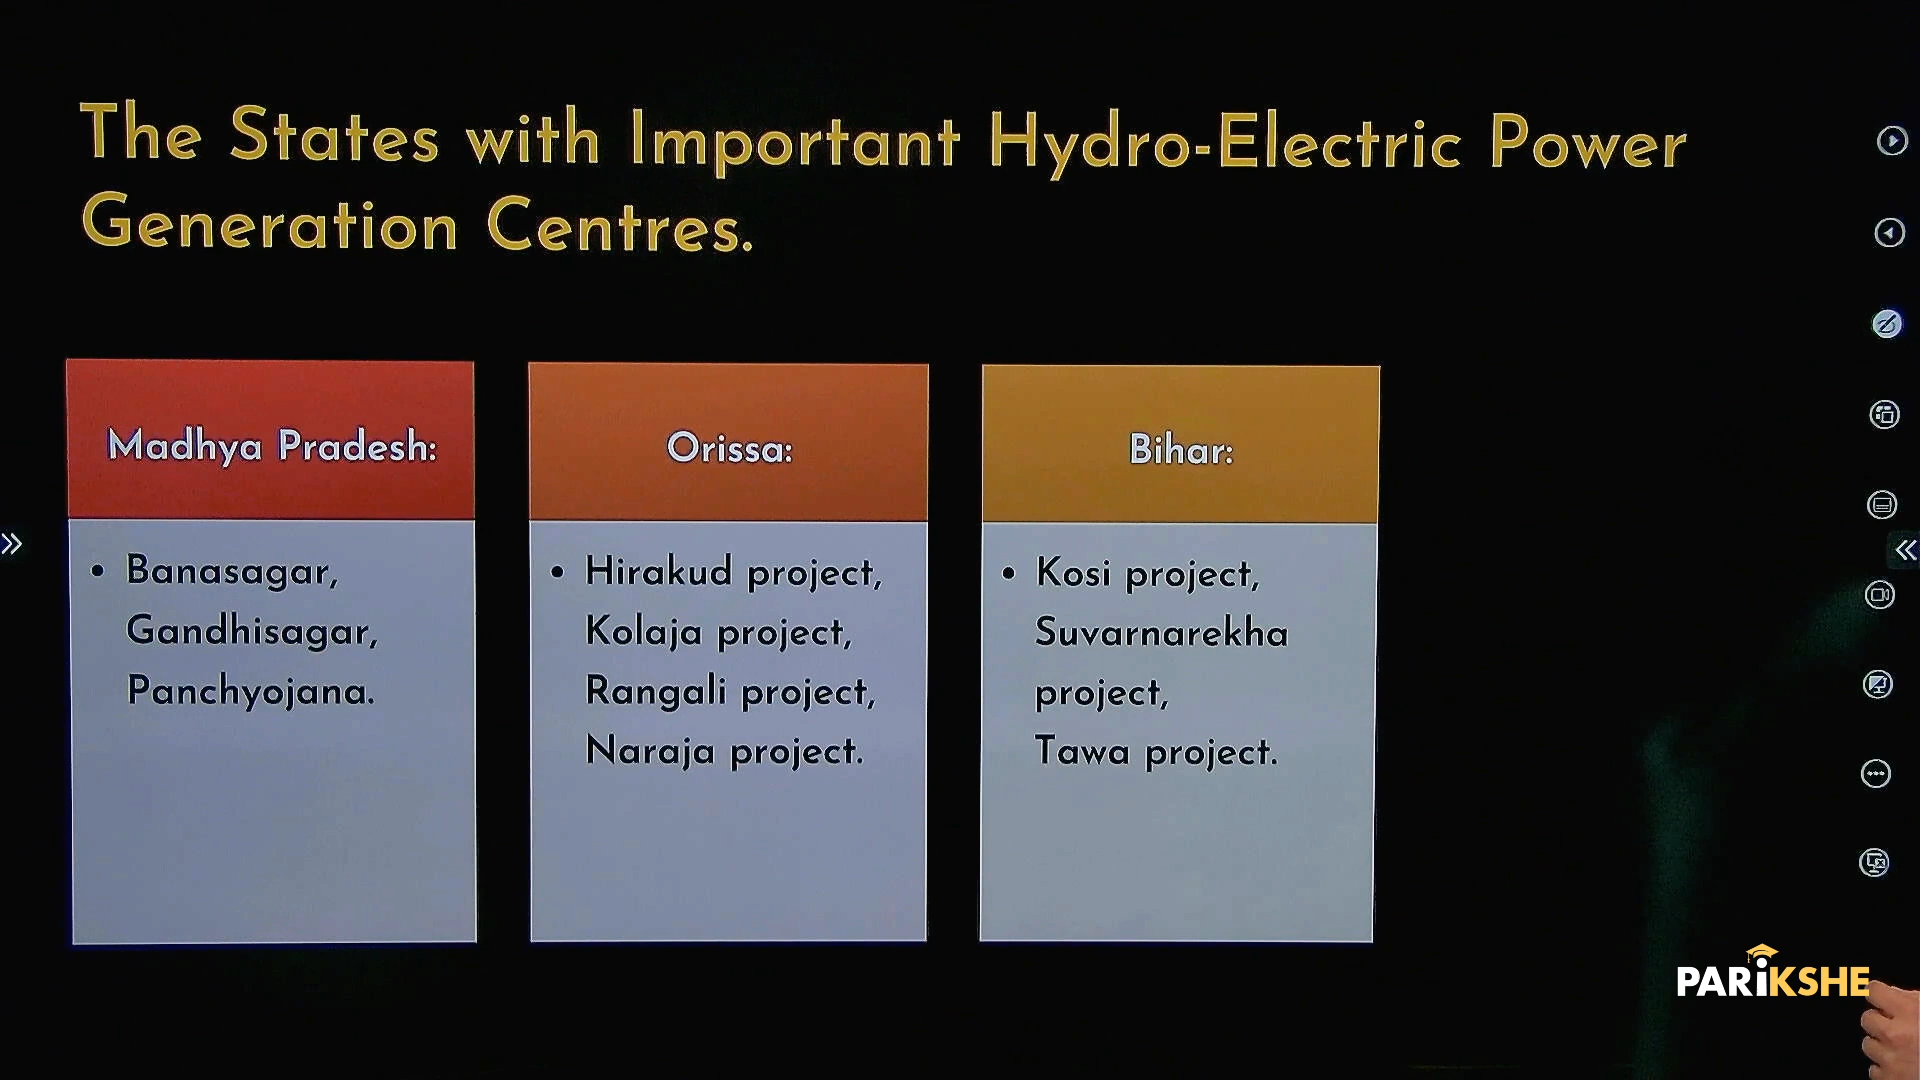 The States with Important Hydro-Electric Power
Generation Centres.
Madhya Pradesh:
• Banasagar,
Gandhisagar,
Panchyojana.
Orissa:
• Hirakud project,
Kolaja project,
Rangali project,
Naraja project.
Bihar:
• Kosi project,
Suvarnarekha
project,
Tawa project.
PARiKSHE